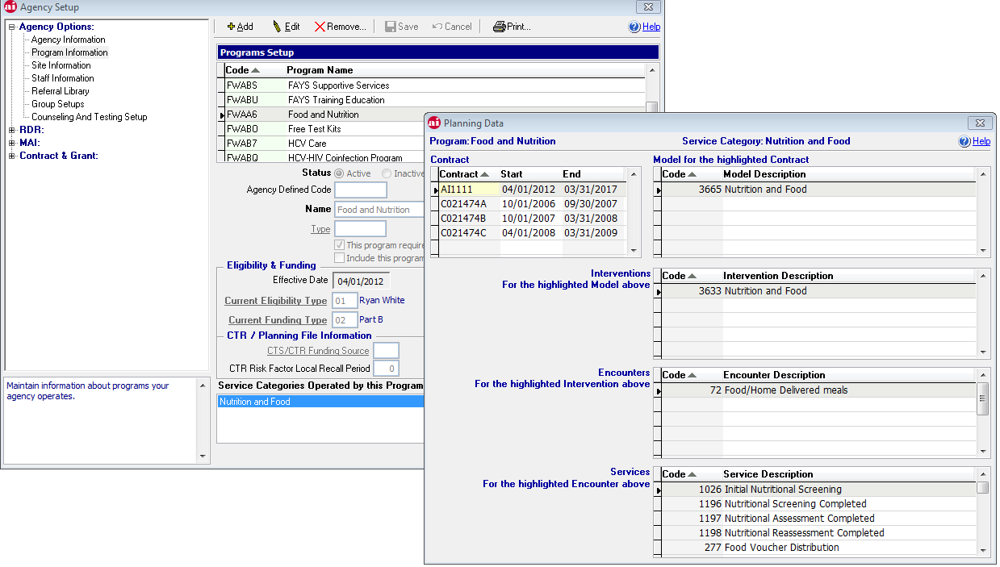 ai Agency Setup
Agency Options:
Agency Information
Program Information
Site Information
Staff Information
Referral Library
Group Setups
Counseling And Testing Setup
RDR:
MAI:
Contract & Grant:
Maintain information about programs your
agency operates.
Add Edit Remove... Save Cancel Print... Help
Programs Setup
Code Program Name
FWABS FAYS Supportive Services
FWABU FAYS Training Education
FWAA6 Food and Nutrition
FWABO Free Test Kits
FWAB7 HCV Care
FWABQ HCV-HIV Coinfection Program
Status Active Inactive
Agency Defined Code
Name Food and Nutrition
Type
This program require
Include this program
Eligibility & Funding
Effective Date 04/01/2012
Current Eligibility Type 01 Ryan White
Current Funding Type 02 Part B
CTR / Planning File Information
CTS/CTR Funding Source
CTR Risk Factor Local Recall Period 0
Service Categories Operated by this Program
Nutrition and Food
ai Planning Data
Program: Food and Nutrition Service Category: Nutrition and Food Help
Contract
Contract Start End
AI1111 04/01/2012 03/31/2017
C021474A 10/01/2006 09/30/2007
C021474B 10/01/2007 03/31/2008
C021474C 04/01/2008 03/31/2009
Model for the highlighted Contract
Code Model Description
3665 Nutrition and Food
Interventions
For the highlighted Model above
Code Intervention Description
3633 Nutrition and Food
Encounters
For the highlighted Intervention above
Code Encounter Description
72 Food/Home Delivered meals
Services
For the highlighted Encounter above
Code Service Description
1026 Initial Nutritional Screening
1196 Nutritional Screening Completed
1197 Nutritional Assessment Completed
1198 Nutritional Reassessment Completed
277 Food Voucher Distribution